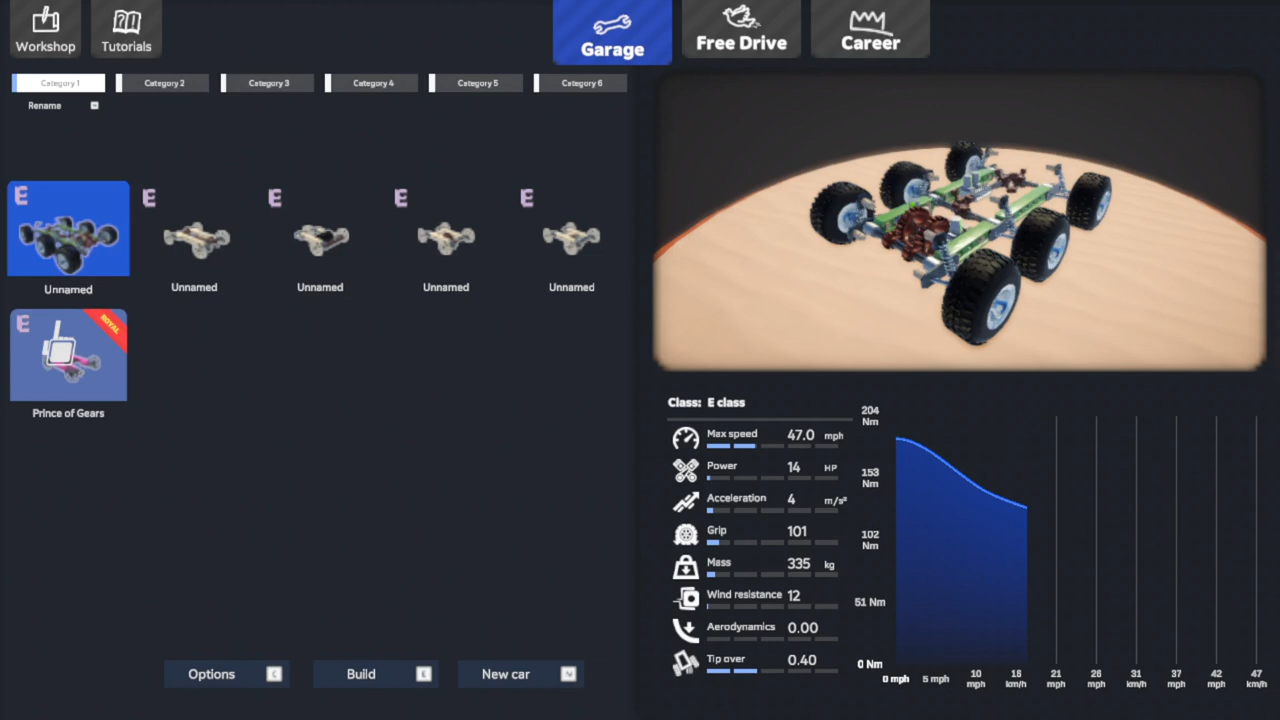 Workshop
Tutorials
Garage
Free Drive
Career
Category 1
Category 2
Category 3
Category 4
Category 5
Category 6
Rename
E
E
E
E
E
Unnamed
Unnamed
Unnamed
Unnamed
Unnamed
E
ROYAL
Prince of Gears
Options
C
Build
New car
Class: E class
Max speed 47.0 mph
Power 14 HP
Acceleration 4 m/s²
Grip 101
Mass 335 kg
Wind resistance 12
Aerodynamics 0.00
Tip over 0.40
204 Nm
153 Nm
102 Nm
51 Nm
0 Nm
0 mph
5 mph
10 mph
16 km/h
21 mph
26 mph
31 km/h
37 mph
42 mph
47 km/h